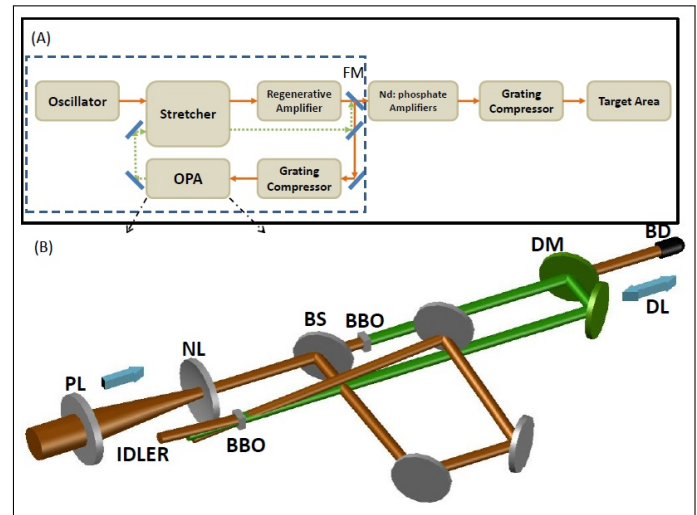 (A)
FM
Oscillator
Stretcher
Regenerative
Amplifier
Nd: phosphate
Amplifiers
Grating
Compressor
Target Area
OPA
Grating
Compressor
(B)
BD
DM
DL
BS
BBO
NL
PL
IDLER
BBO